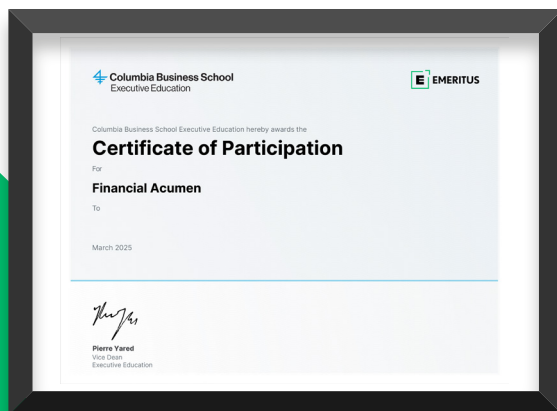 Columbia Business School
Executive Education
E EMERITUS
Columbia Business School Executive Education hereby awards the
Certificate of Participation
For
Financial Acumen
To
March 2025
Pierre Yared
Vice Dean
Executive Education